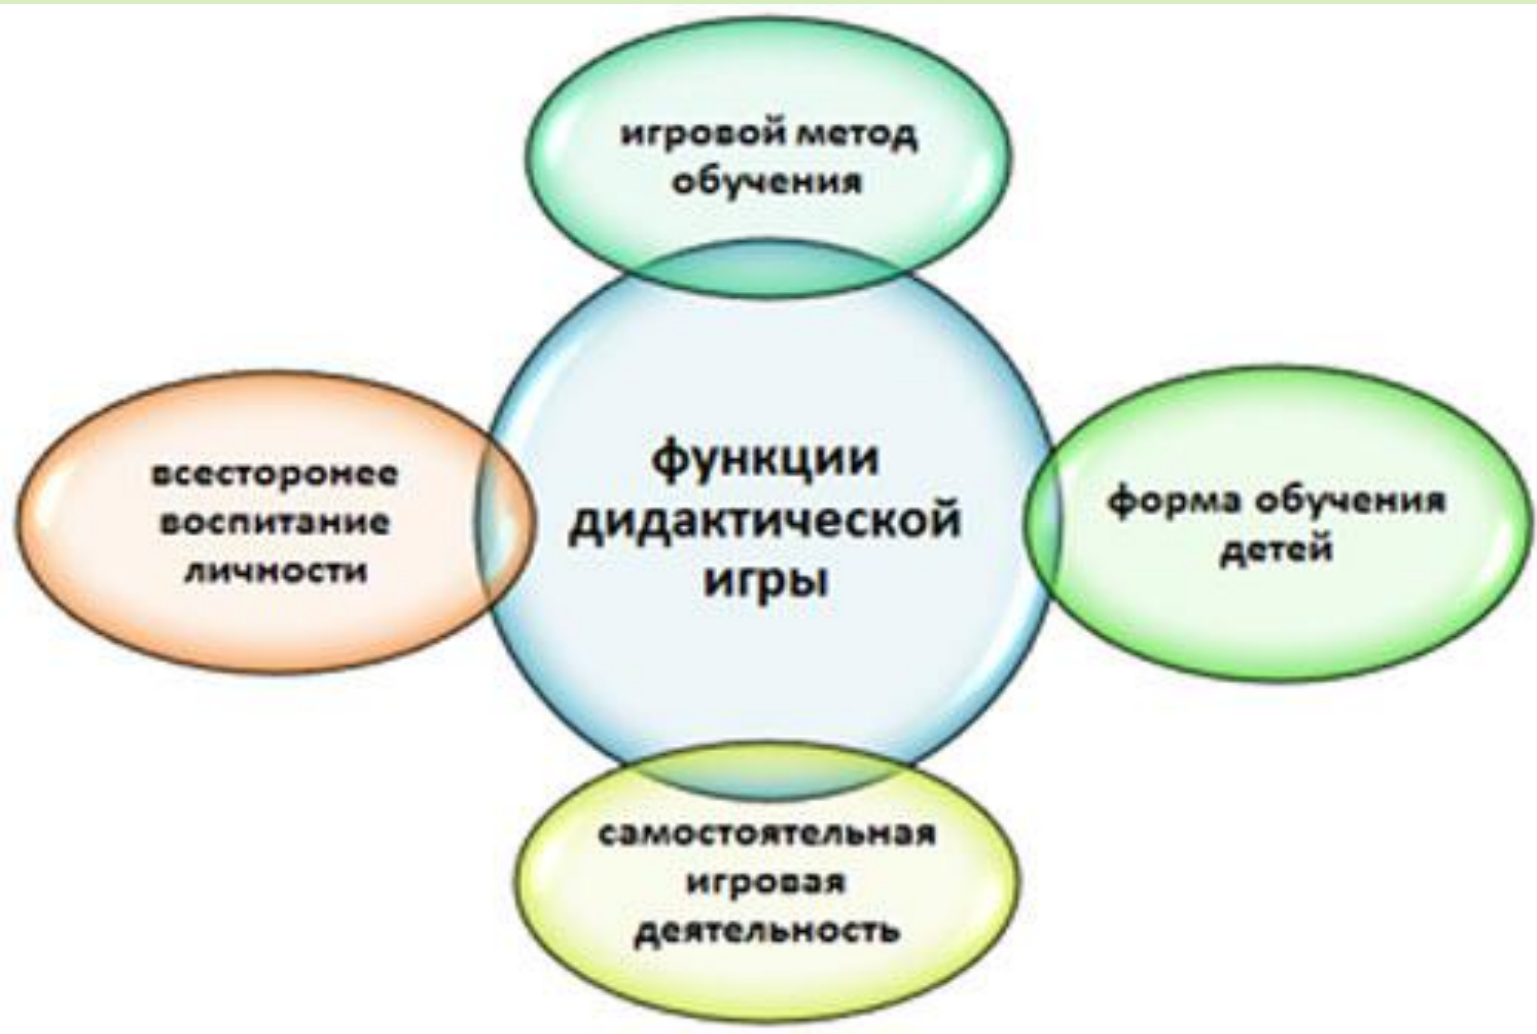 игровой метод
обучения
всесторонее
воспитание
личности
функции
дидактической
игры
форма обучения
детей
самостоятельная
игровая
деятельность